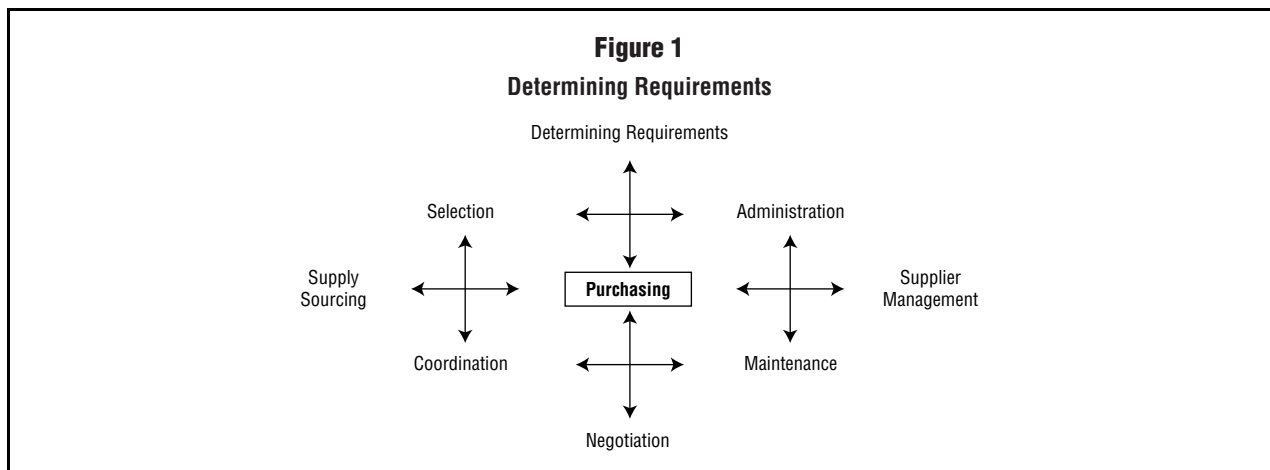 Figure 1
Determining Requirements
Determining Requirements
Selection
Administration
Supply
Sourcing
Purchasing
Supplier
Management
Coordination
Maintenance
Negotiation